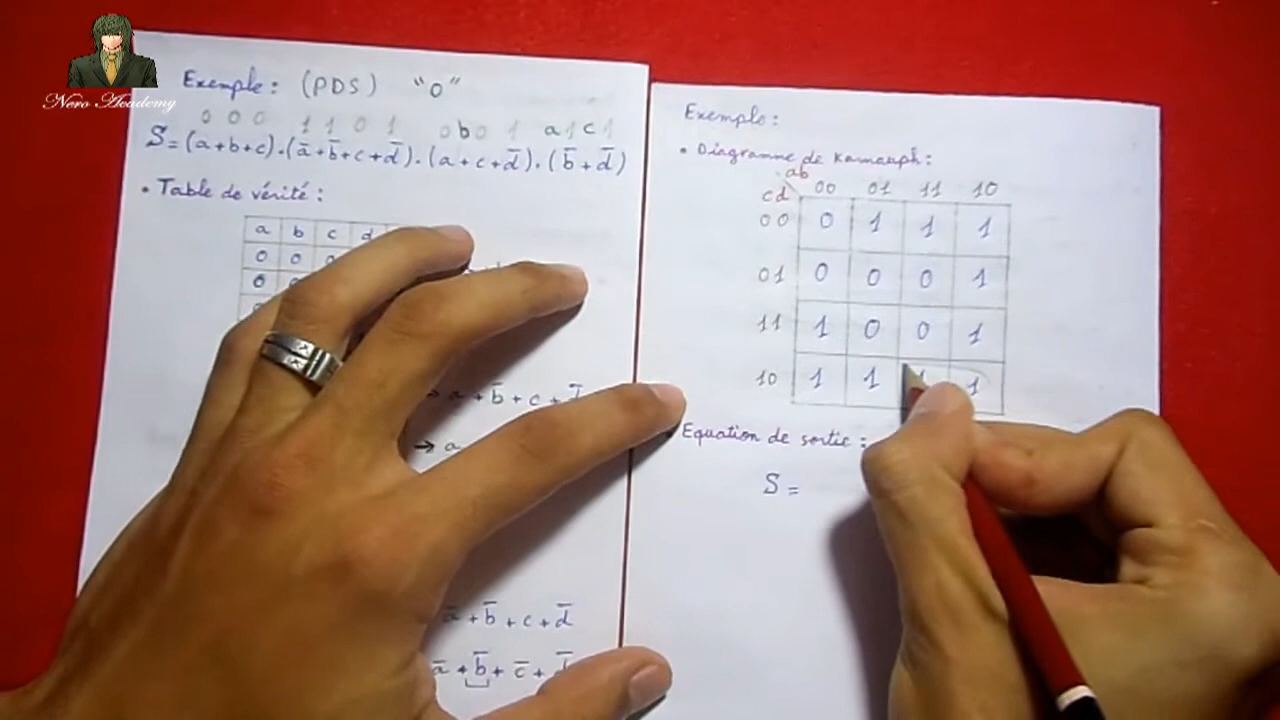 Nero Academy
Exemple : (PDS) "0"
0 0 0 1 1 0 1 0 b 0 1 a 1 c 1
S = (a+b+c).(a̅+b̅+c+d̅).(a+c+d̅).(b̅+d̅)
• Table de vérité :
a b c d
0 0 0
0
+ b̅ + c + d̅
→ a
a̅ + b̅ + c + d̅
a̅ + b̅ + c̅ + d̅
Exemple :
• Diagramme de Karnauph :
ab
cd 00 01 11 10
00 0 1 1 1
01 0 0 0 1
11 1 0 0 1
10 1 1 1 1
• Equation de sortie :
S =